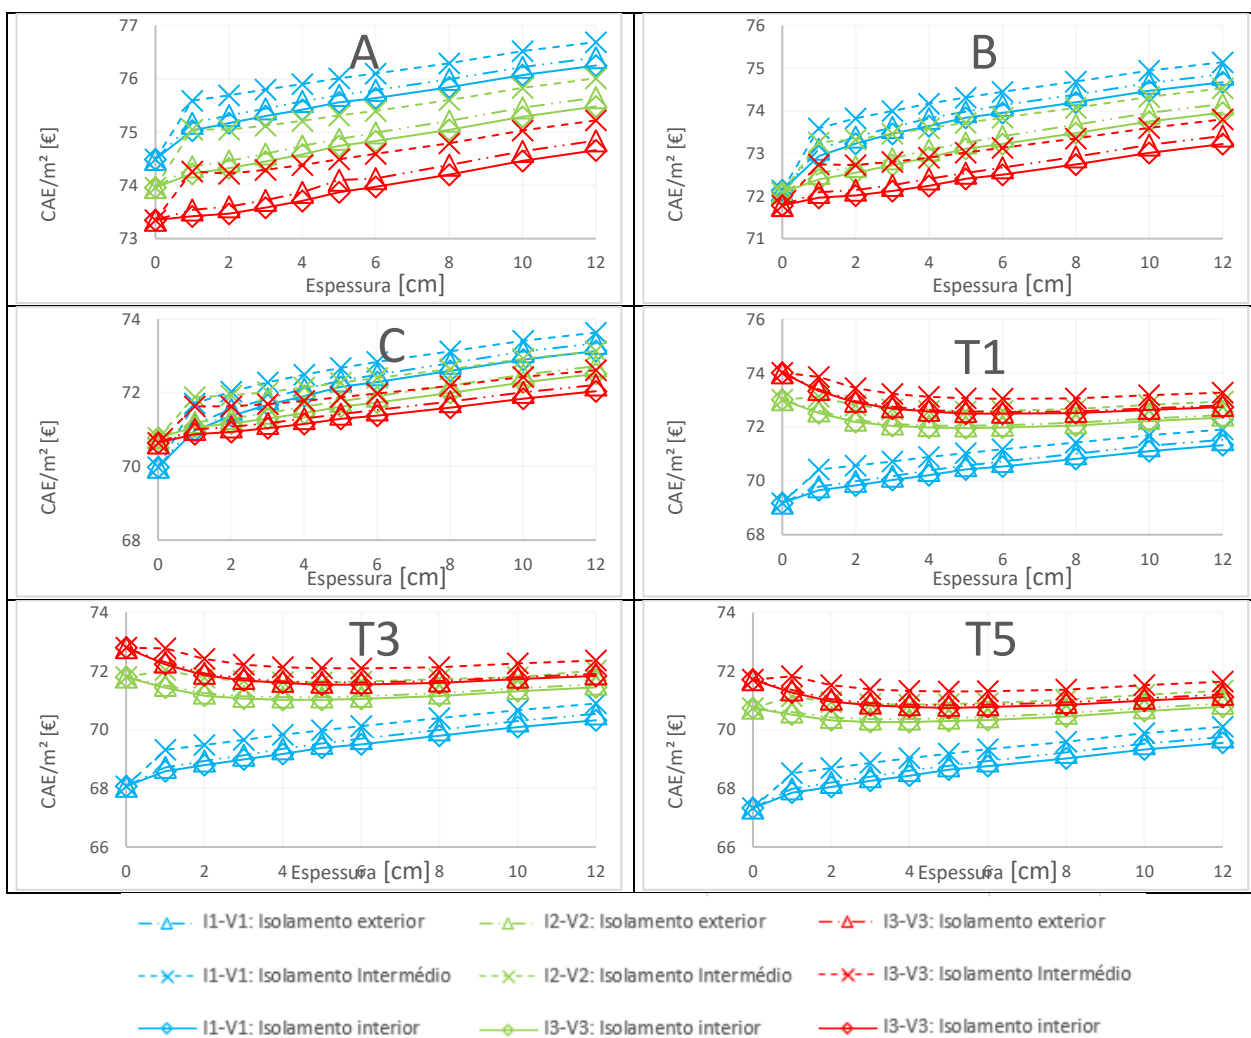 A
CAE/m² [€]
77
76
75
74
73
0 2 4 6 8 10 12
Espessura [cm]
B
CAE/m² [€]
76
75
74
73
72
71
0 2 4 6 8 10 12
Espessura [cm]
C
CAE/m² [€]
74
72
70
68
0 2 4 6 8 10 12
Espessura [cm]
T1
CAE/m² [€]
76
74
72
70
68
0 2 4 6 8 10 12
Espessura [cm]
T3
CAE/m² [€]
74
72
70
68
66
0 2 4 6 8 10 12
Espessura [cm]
T5
CAE/m² [€]
74
72
70
68
66
0 2 4 6 8 10 12
Espessura [cm]
I1-V1: Isolamento exterior I2-V2: Isolamento exterior I3-V3: Isolamento exterior
I1-V1: Isolamento Intermédio I2-V2: Isolamento Intermédio I3-V3: Isolamento Intermédio
I1-V1: Isolamento interior I3-V3: Isolamento interior I3-V3: Isolamento interior